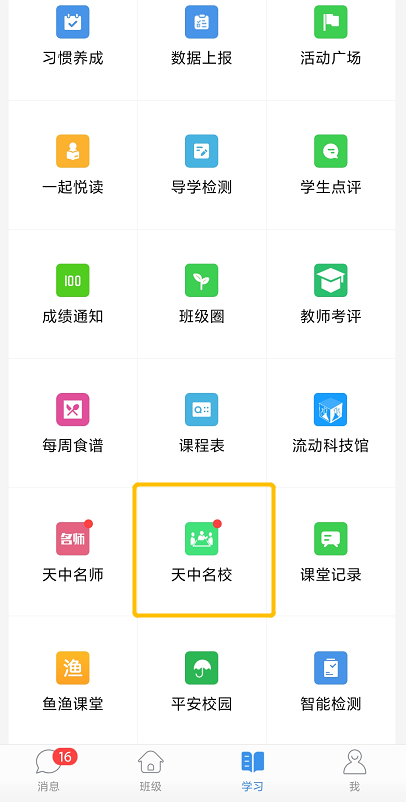 习惯养成
数据上报
活动广场
一起悦读
导学检测
学生点评
100
成绩通知
班级圈
教师考评
每周食谱
课程表
流动科技馆
名师
天中名师
天中名校
课堂记录
渔
鱼渔课堂
平安校园
智能检测
16
消息
班级
学习
我